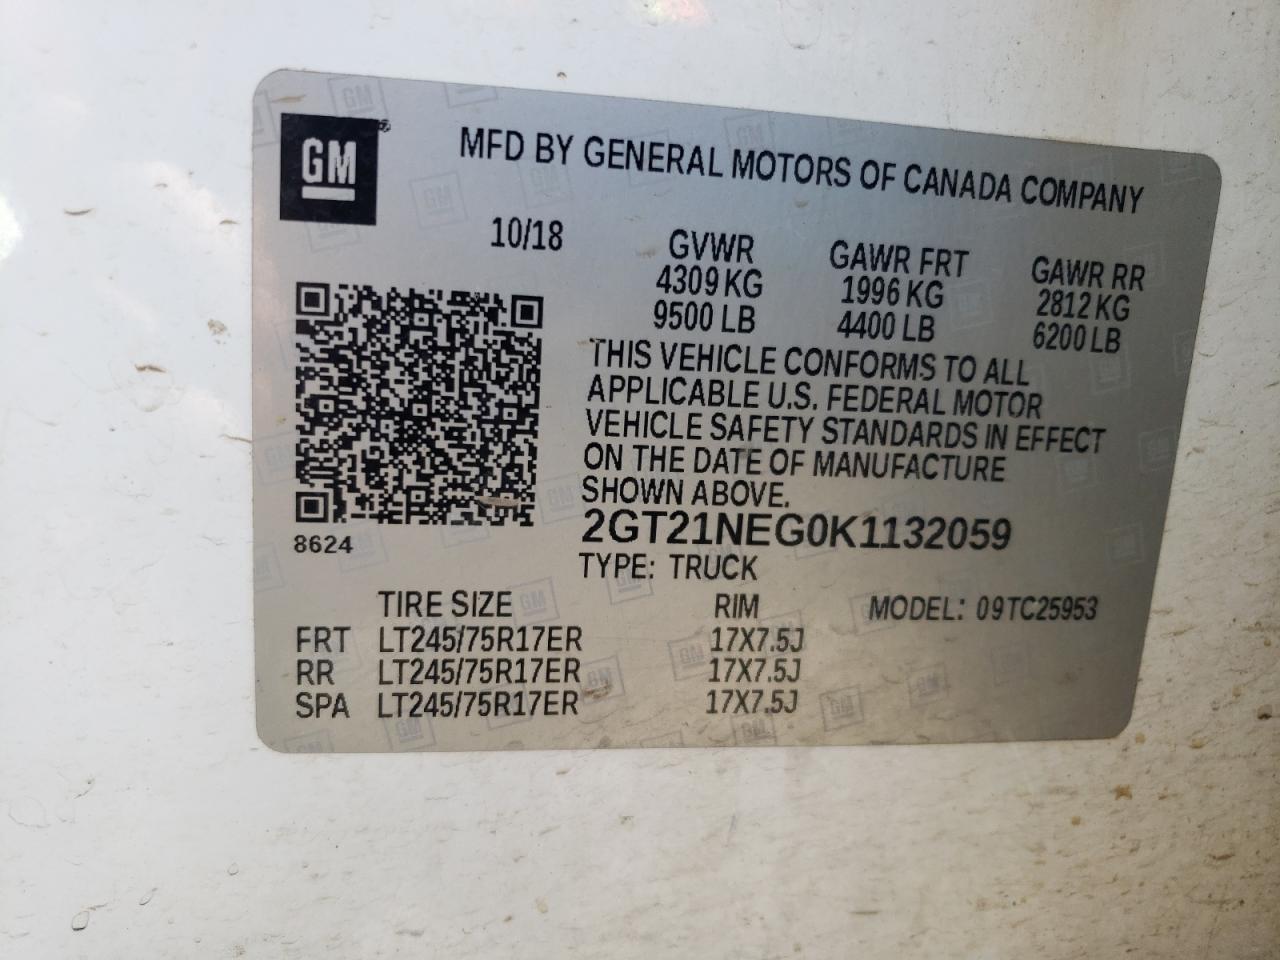 GM®
MFD BY GENERAL MOTORS OF CANADA COMPANY
10/18 GVWR GAWR FRT GAWR RR
4309 KG 1996 KG 2812 KG
9500 LB 4400 LB 6200 LB
THIS VEHICLE CONFORMS TO ALL
APPLICABLE U.S. FEDERAL MOTOR
VEHICLE SAFETY STANDARDS IN EFFECT
ON THE DATE OF MANUFACTURE
SHOWN ABOVE.
8624
2GT21NEG0K1132059
TYPE: TRUCK
TIRE SIZE RIM MODEL: 09TC25953
FRT LT245/75R17ER 17X7.5J
RR LT245/75R17ER 17X7.5J
SPA LT245/75R17ER 17X7.5J